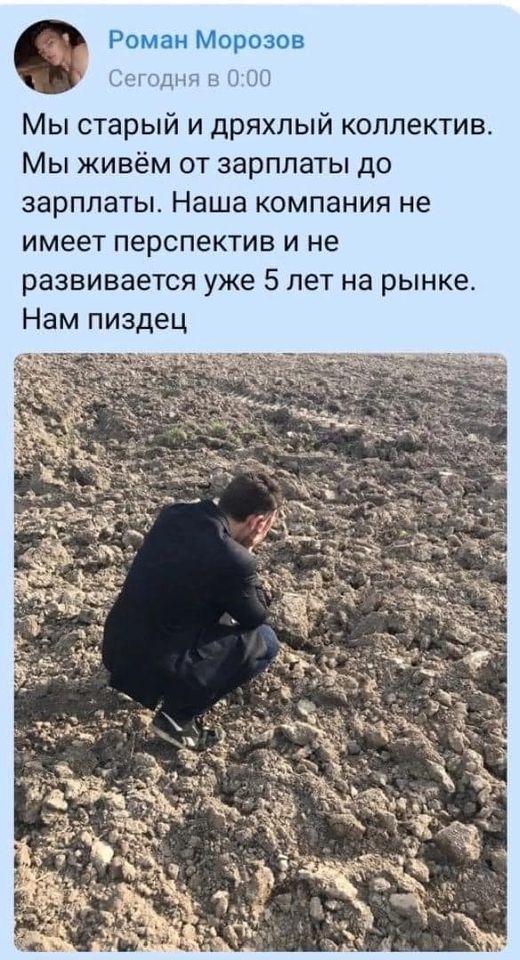 Роман Морозов
Сегодня в 0:00
Мы старый и дряхлый коллектив.
Мы живём от зарплаты до
зарплаты. Наша компания не
имеет перспектив и не
развивается уже 5 лет на рынке.
Нам пиздец